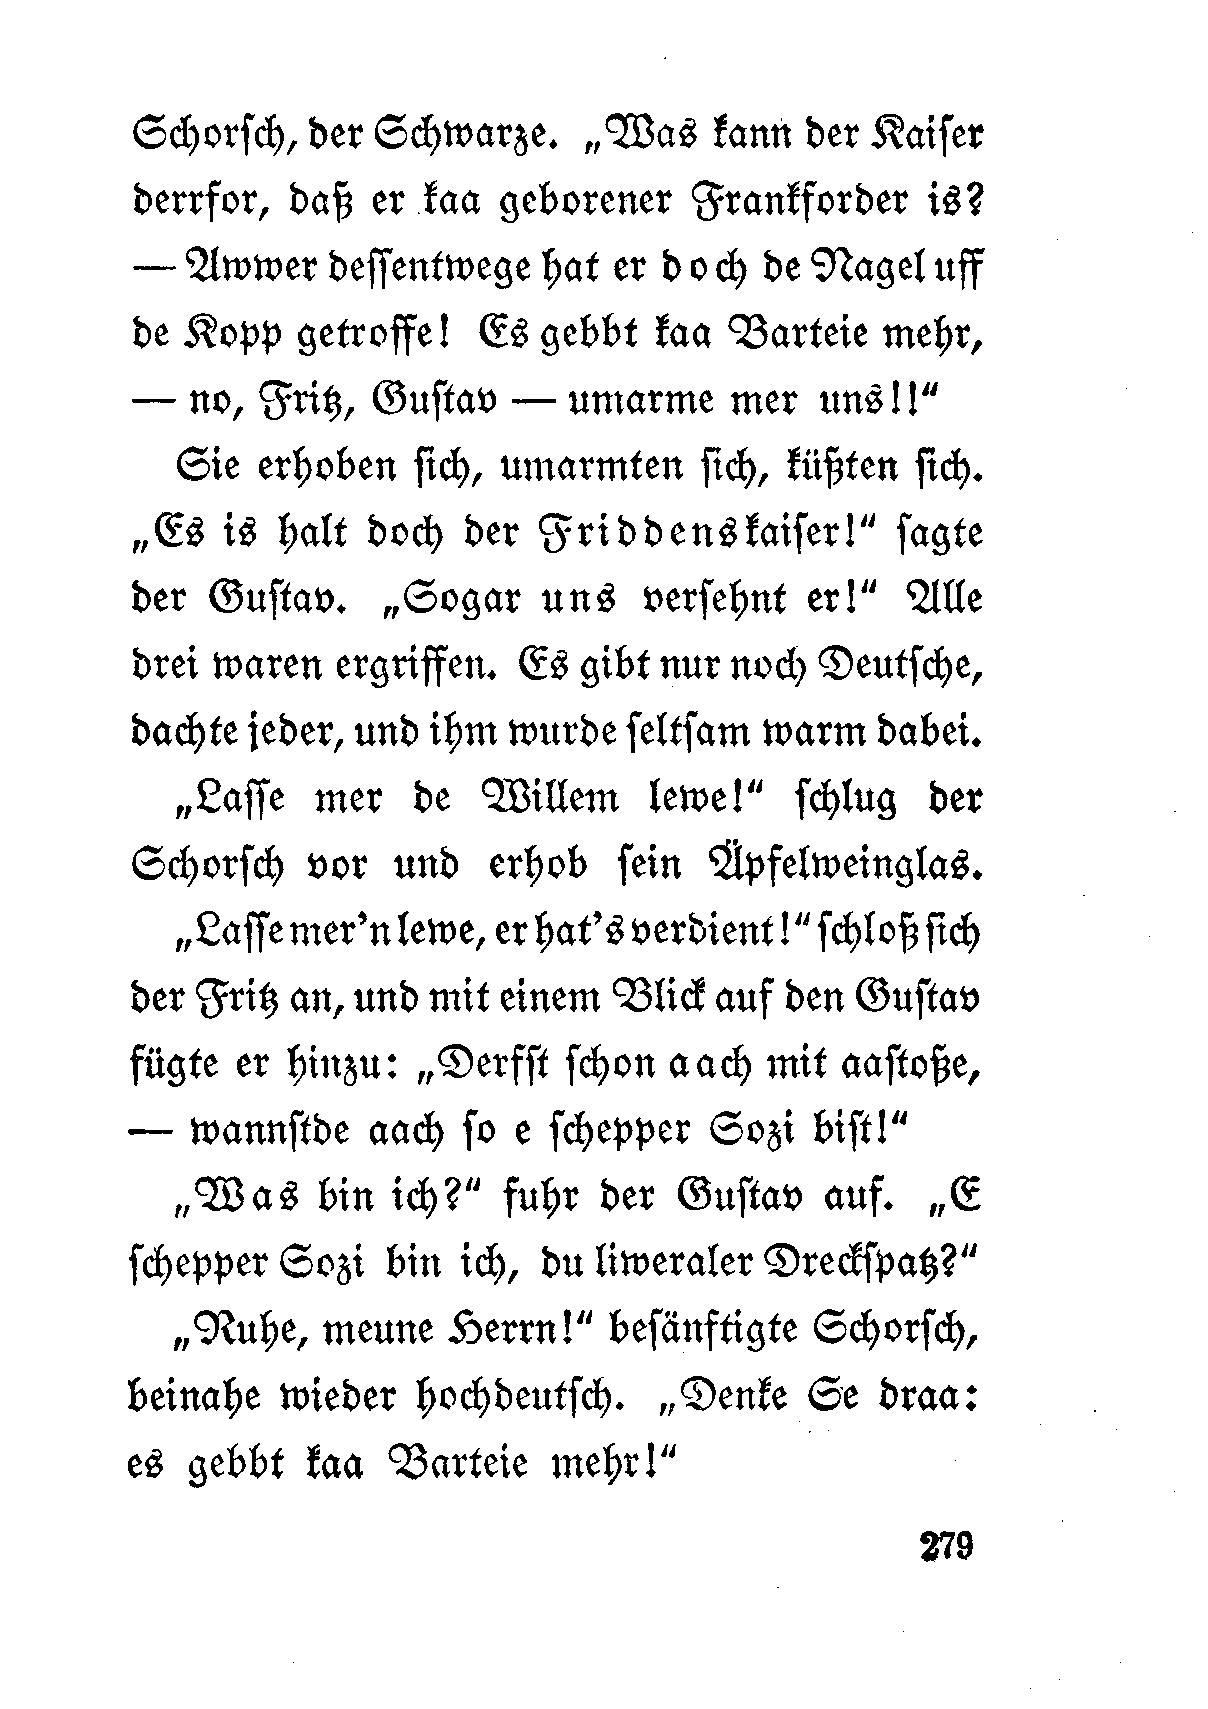 Schorsch, der Schwarze. „Was kann der Kaiser
derrfor, daß er kaa geborener Frankforder is?
— Awwer dessentwege hat er doch de Nagel uff
de Kopp getroffe! Es gebbt kaa Barteie mehr,
— no, Fritz, Gustav — umarme mer uns!!“
Sie erhoben sich, umarmten sich, küßten sich.
„Es is halt doch der Friddenskaiser!“ sagte
der Gustav. „Sogar uns versehnt er!“ Alle
drei waren ergriffen. Es gibt nur noch Deutsche,
dachte jeder, und ihm wurde seltsam warm dabei.
„Lasse mer de Willem lewe!“ schlug der
Schorsch vor und erhob sein Äpfelweinglas.
„Lasse mer’n lewe, er hat’s verdient!“ schloß sich
der Fritz an, und mit einem Blick auf den Gustav
fügte er hinzu: „Derfst schon aach mit aastoße,
— wannstde aach so e schepper Sozi bist!“
„Was bin ich?“ fuhr der Gustav auf. „E
schepper Sozi bin ich, du liweraler Dreckspatz?“
„Ruhe, meune Herrn!“ besänftigte Schorsch,
beinahe wieder hochdeutsch. „Denke Se draa:
es gebbt kaa Barteie mehr!“
279